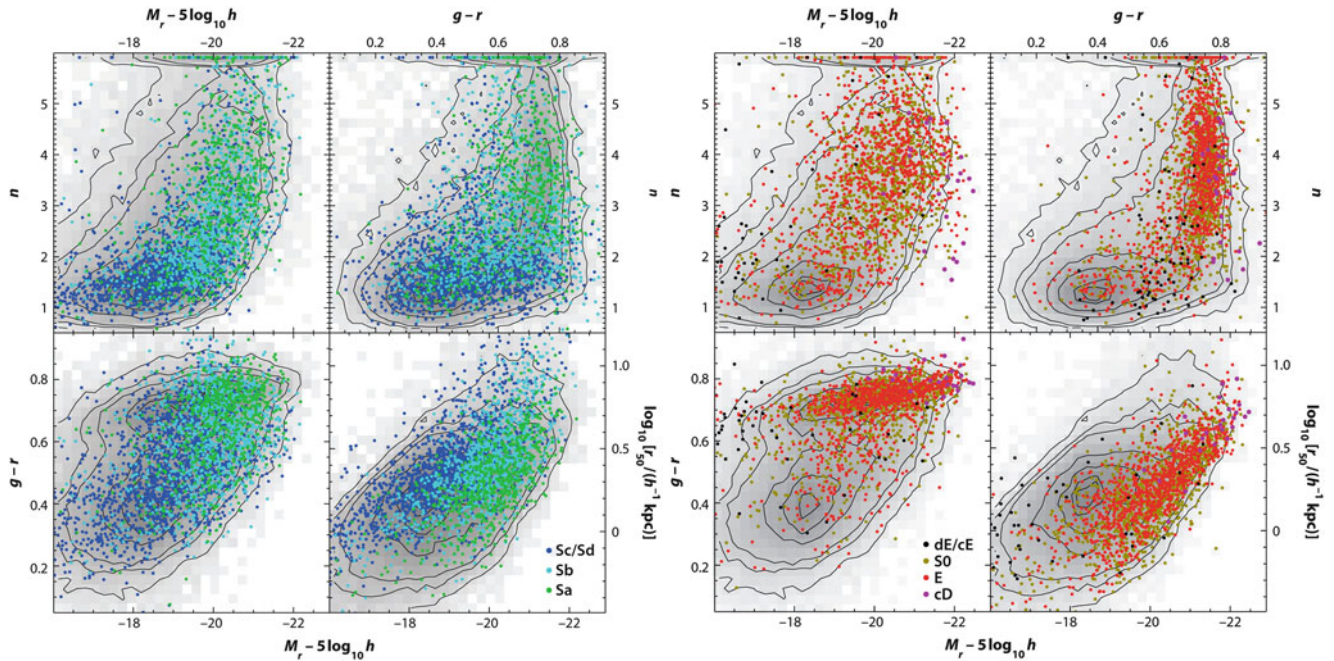 M_r – 5 log₁₀ h
g – r
–18 –20 –22
0.2 0.4 0.6 0.8
5
4
3
2
1
n
5
4
3
2
1
n
0.8
0.6
0.4
0.2
g – r
1.0
0.5
0
log₁₀ [r₅₀/(h⁻¹ kpc)]
Sc/Sd
Sb
Sa
–18 –20 –22
–18 –20 –22
M_r – 5 log₁₀ h
M_r – 5 log₁₀ h
g – r
–18 –20 –22
0.2 0.4 0.6 0.8
5
4
3
2
1
n
5
4
3
2
1
n
0.8
0.6
0.4
0.2
g – r
1.0
0.5
0
log₁₀ [r₅₀/(h⁻¹ kpc)]
dE/cE
S0
E
cD
–18 –20 –22
–18 –20 –22
M_r – 5 log₁₀ h